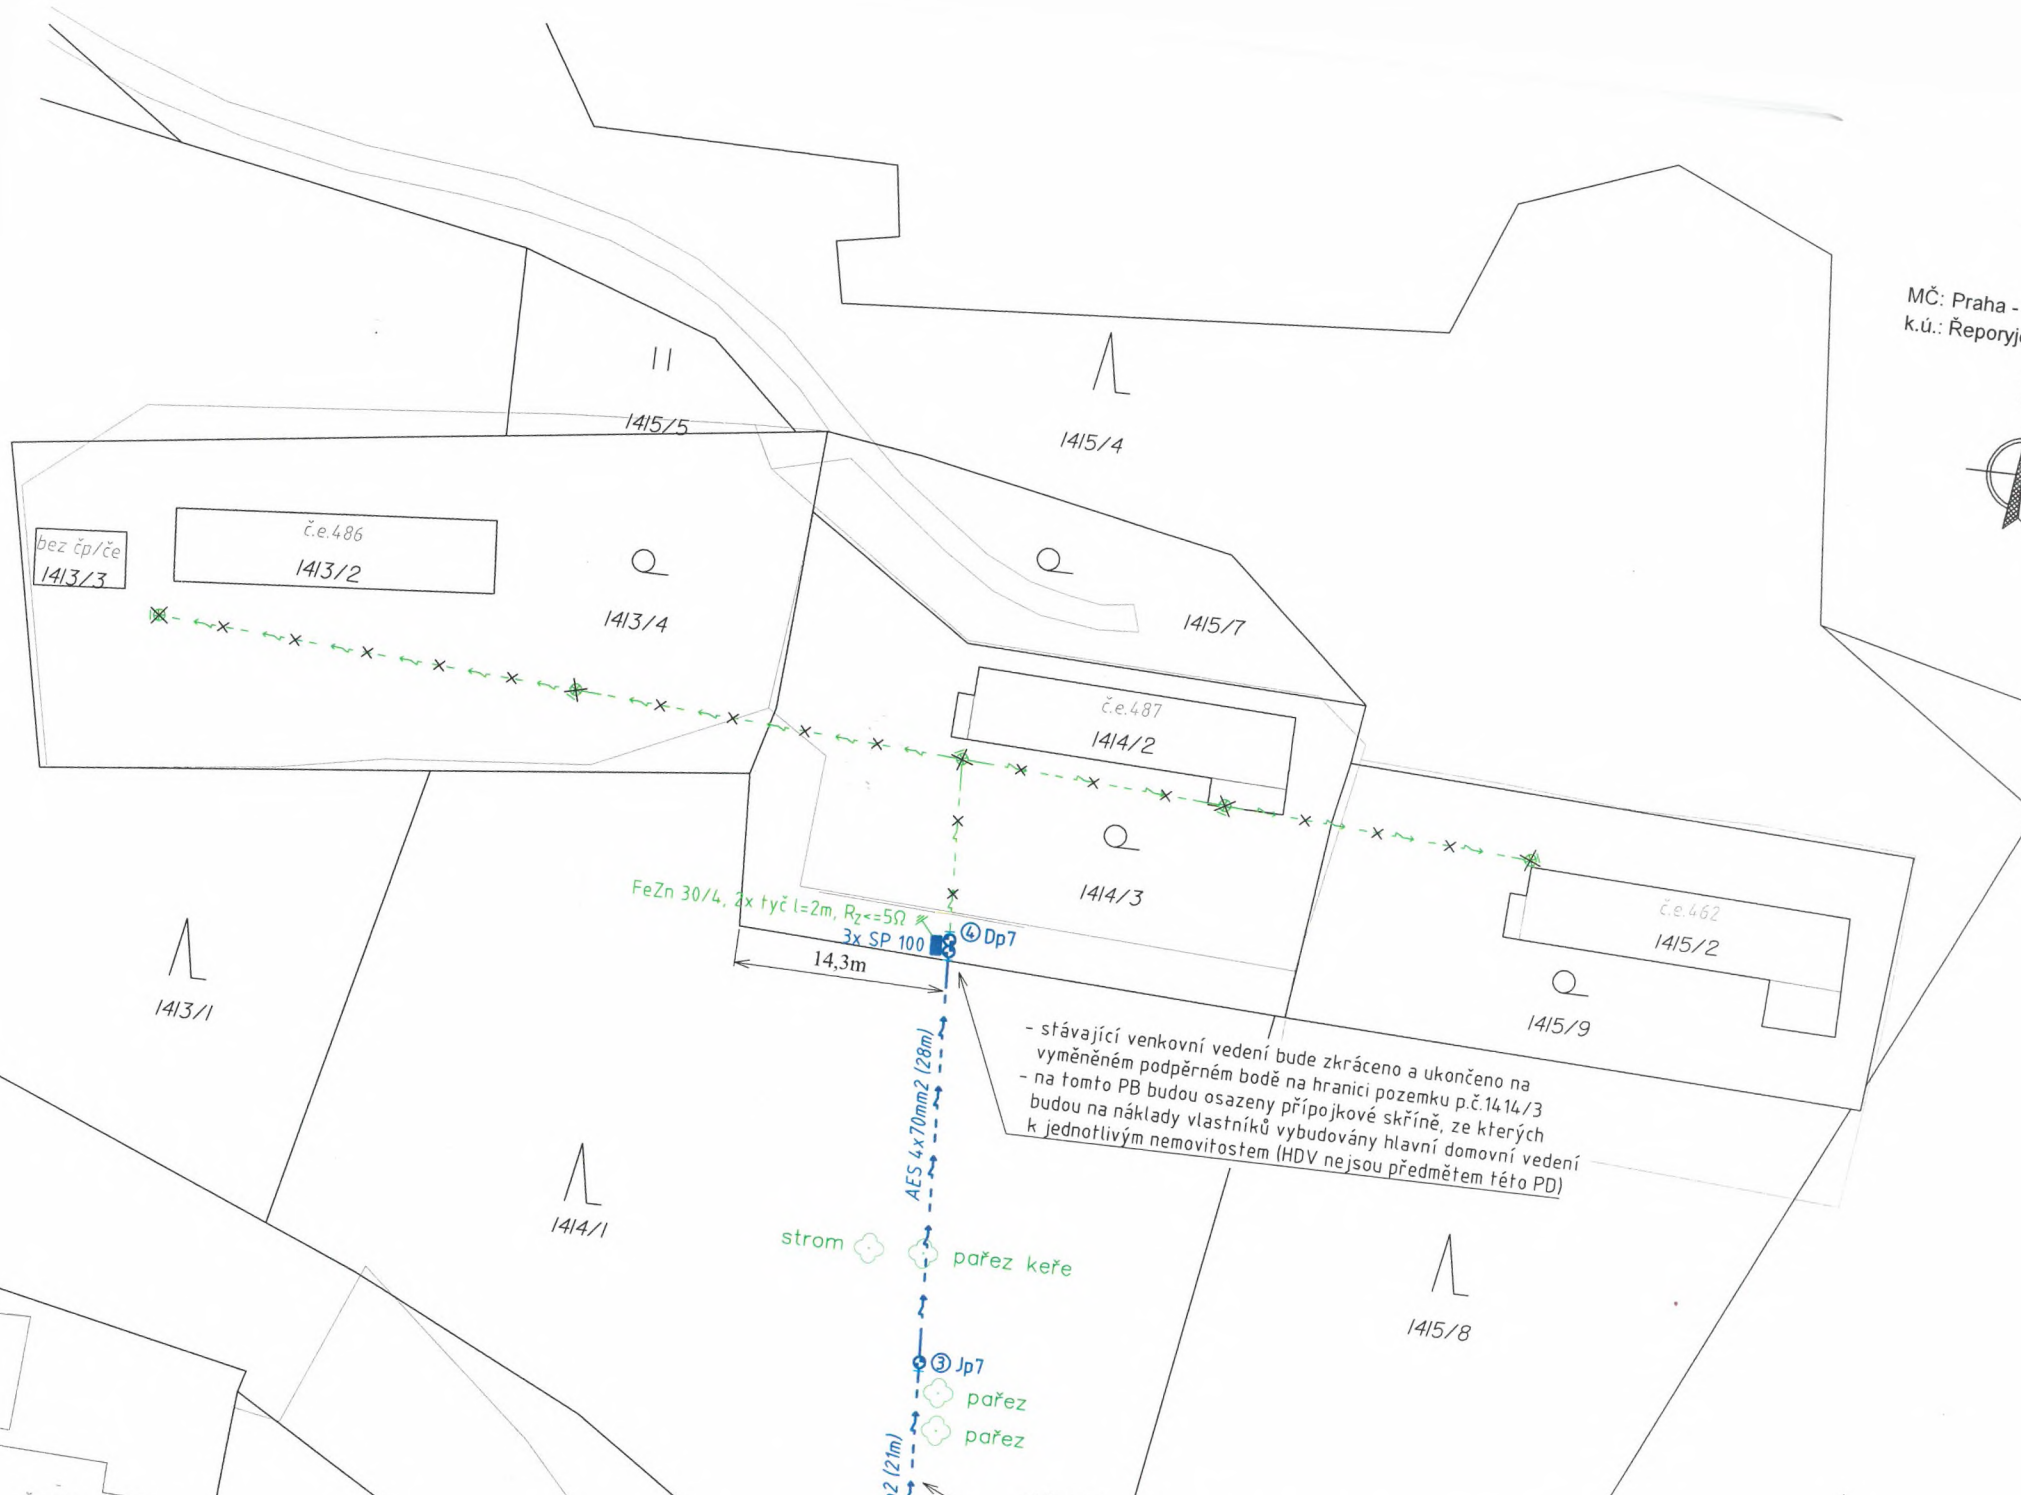 MČ: Praha -
k.ú.: Řeporyj
1415/5
1415/4
č.e.486
bez čp/če
1413/2
1413/3
1413/4
1415/7
č.e.487
1414/2
1414/3
FeZn 30/4, 2x tyč l=2m, Rz<=5Ω
3x SP 100
④ Dp7
14,3m
č.e.462
1415/2
1415/9
1413/1
- stávající venkovní vedení bude zkráceno a ukončeno na
vyměněném podpěrném bodě na hranici pozemku p.č.1414/3
- na tomto PB budou osazeny přípojkové skříně, ze kterých
budou na náklady vlastníků vybudovány hlavní domovní vedení
k jednotlivým nemovitostem (HDV nejsou předmětem této PD)
AES 4x70mm2 (28m)
1414/1
strom
pařez keře
1415/8
③ Jp7
pařez
pařez
2 (21m)